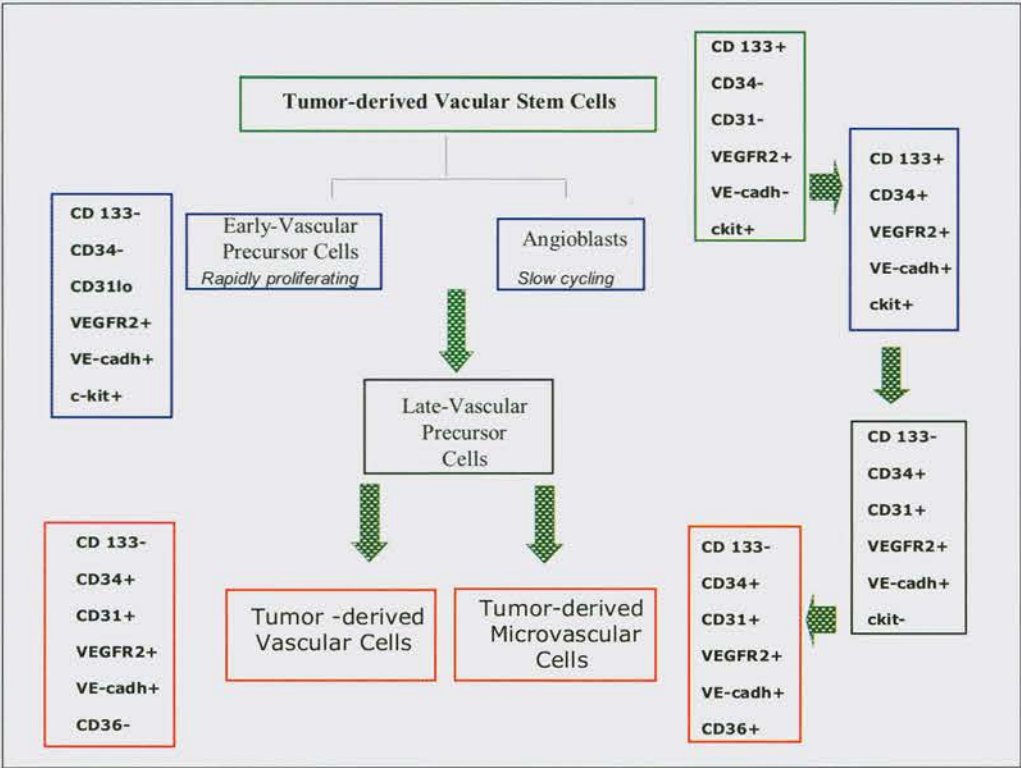 Tumor-derived Vacular Stem Cells
CD 133+
CD34-
CD31-
VEGFR2+
VE-cadh-
ckit+
CD 133+
CD34+
VEGFR2+
VE-cadh+
ckit+
CD 133-
CD34-
CD31lo
VEGFR2+
VE-cadh+
c-kit+
Early-Vascular
Precursor Cells
Rapidly proliferating
Angioblasts
Slow cycling
Late-Vascular
Precursor
Cells
CD 133-
CD34+
CD31+
VEGFR2+
VE-cadh+
ckit-
CD 133-
CD34+
CD31+
VEGFR2+
VE-cadh+
CD36-
Tumor -derived
Vascular Cells
Tumor-derived
Microvascular
Cells
CD 133-
CD34+
CD31+
VEGFR2+
VE-cadh+
CD36+